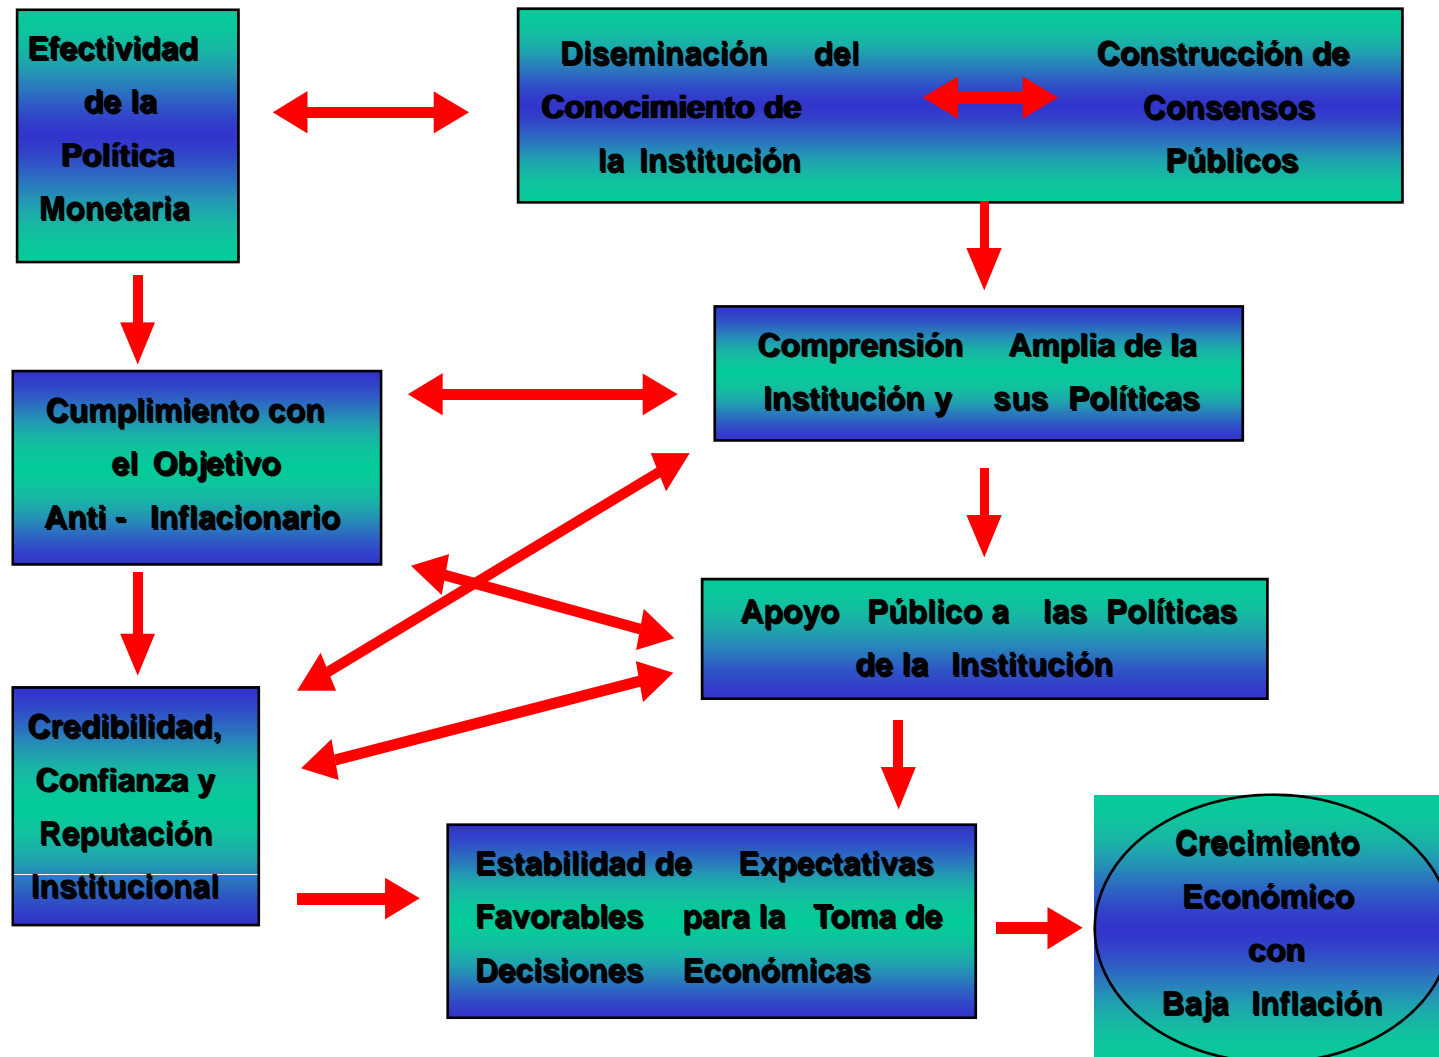 Efectividad
de la
Política
Monetaria
Diseminación del
Conocimiento de
la Institución
Construcción de
Consensos
Públicos
Comprensión Amplia de la
Institución y sus Políticas
Cumplimiento con
el Objetivo
Anti - Inflacionario
Apoyo Público a las Políticas
de la Institución
Credibilidad,
Confianza y
Reputación
Institucional
Estabilidad de Expectativas
Favorables para la Toma de
Decisiones Económicas
Crecimiento
Económico
con
Baja Inflación